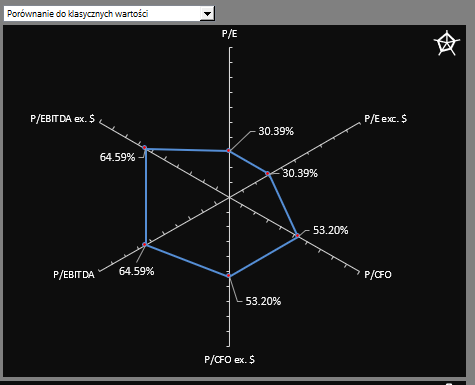 Porównanie do klasycznych wartości
P/E
P/EBITDA ex. $
P/E exc. $
30.39%
64.59%
30.39%
53.20%
P/EBITDA
64.59%
P/CFO
53.20%
P/CFO ex. $